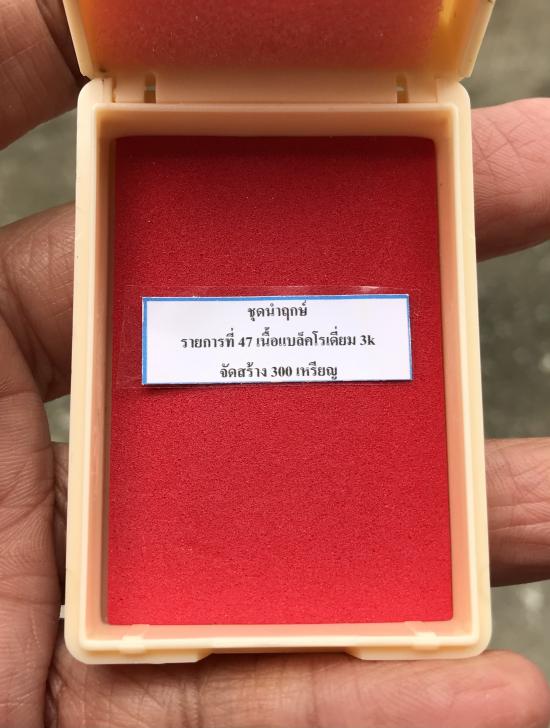 ชุดนำฤกษ์
รายการที่ 47 เนื้อแบล็คโรเดี่ยม 3k
จัดสร้าง 300 เหรียญ